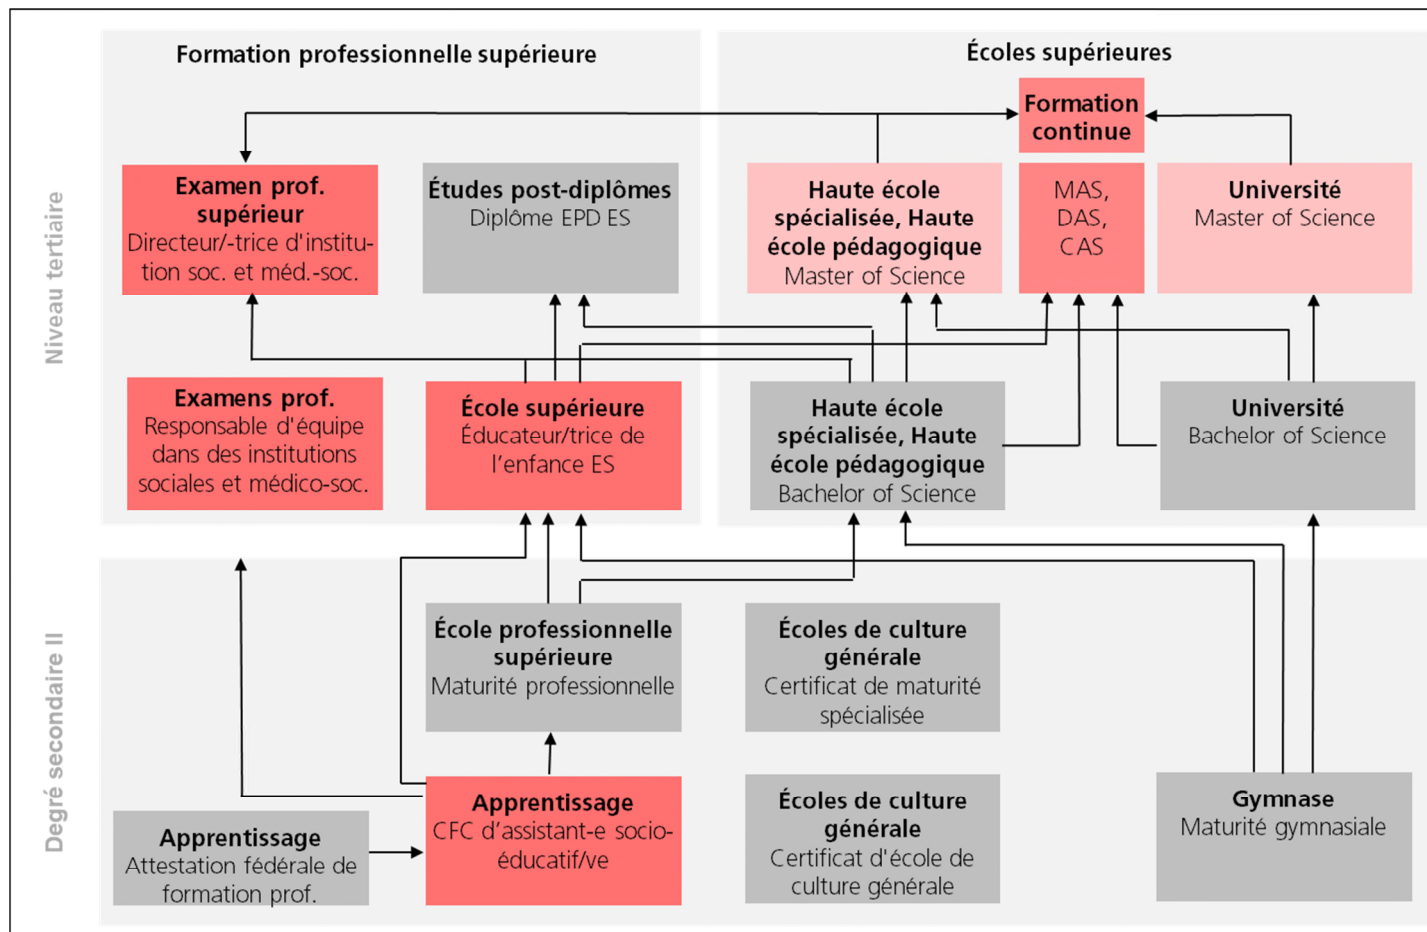 Formation professionnelle supérieure
Écoles supérieures
Niveau tertiaire
Formation
continue
Examen prof.
supérieur
Directeur/-trice d'institu-
tion soc. et méd.-soc.
Études post-diplômes
Diplôme EPD ES
Haute école
spécialisée, Haute
école pédagogique
Master of Science
MAS,
DAS,
CAS
Université
Master of Science
Examens prof.
Responsable d'équipe
dans des institutions
sociales et médico-soc.
École supérieure
Éducateur/trice de
l’enfance ES
Haute école
spécialisée, Haute
école pédagogique
Bachelor of Science
Université
Bachelor of Science
Degré secondaire II
École professionnelle
supérieure
Maturité professionnelle
Écoles de culture
générale
Certificat de maturité
spécialisée
Apprentissage
Attestation fédérale de
formation prof.
Apprentissage
CFC d’assistant-e socio-
éducatif/ve
Écoles de culture
générale
Certificat d'école de
culture générale
Gymnase
Maturité gymnasiale